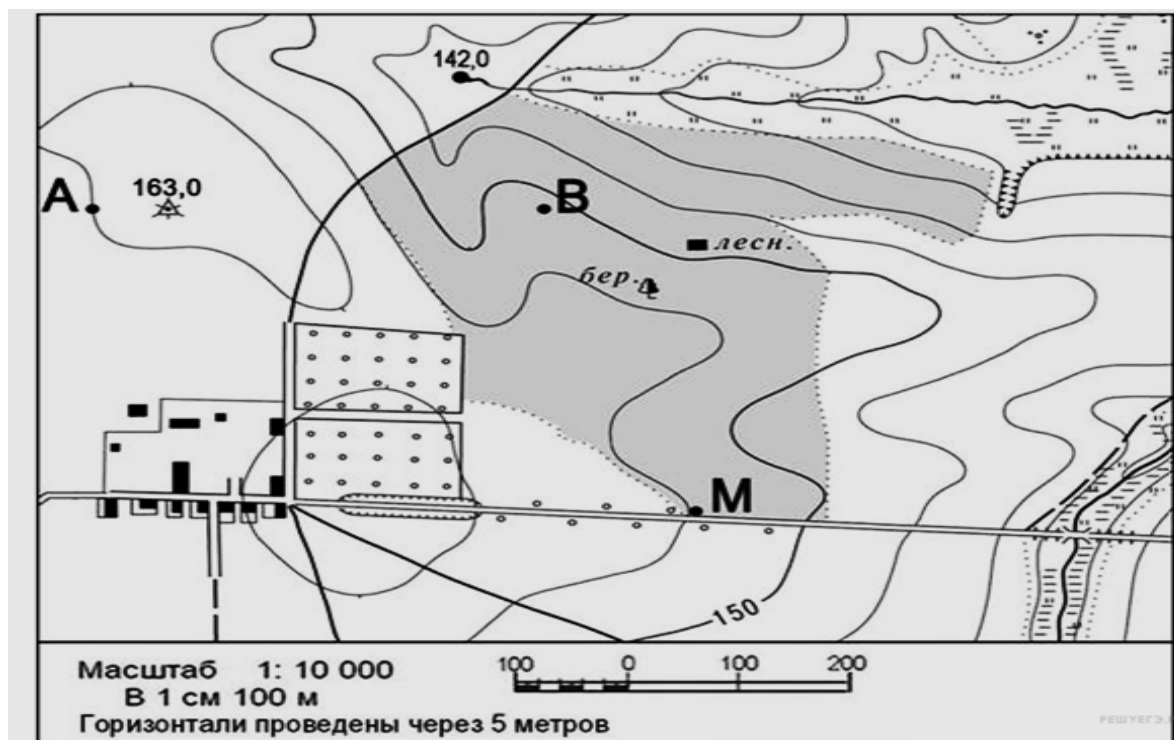 142,0
A 163,0 B
лесн.
бер.
M
150
Масштаб 1: 10 000
В 1 см 100 м
100 0 100 200
Горизонтали проведены через 5 метров